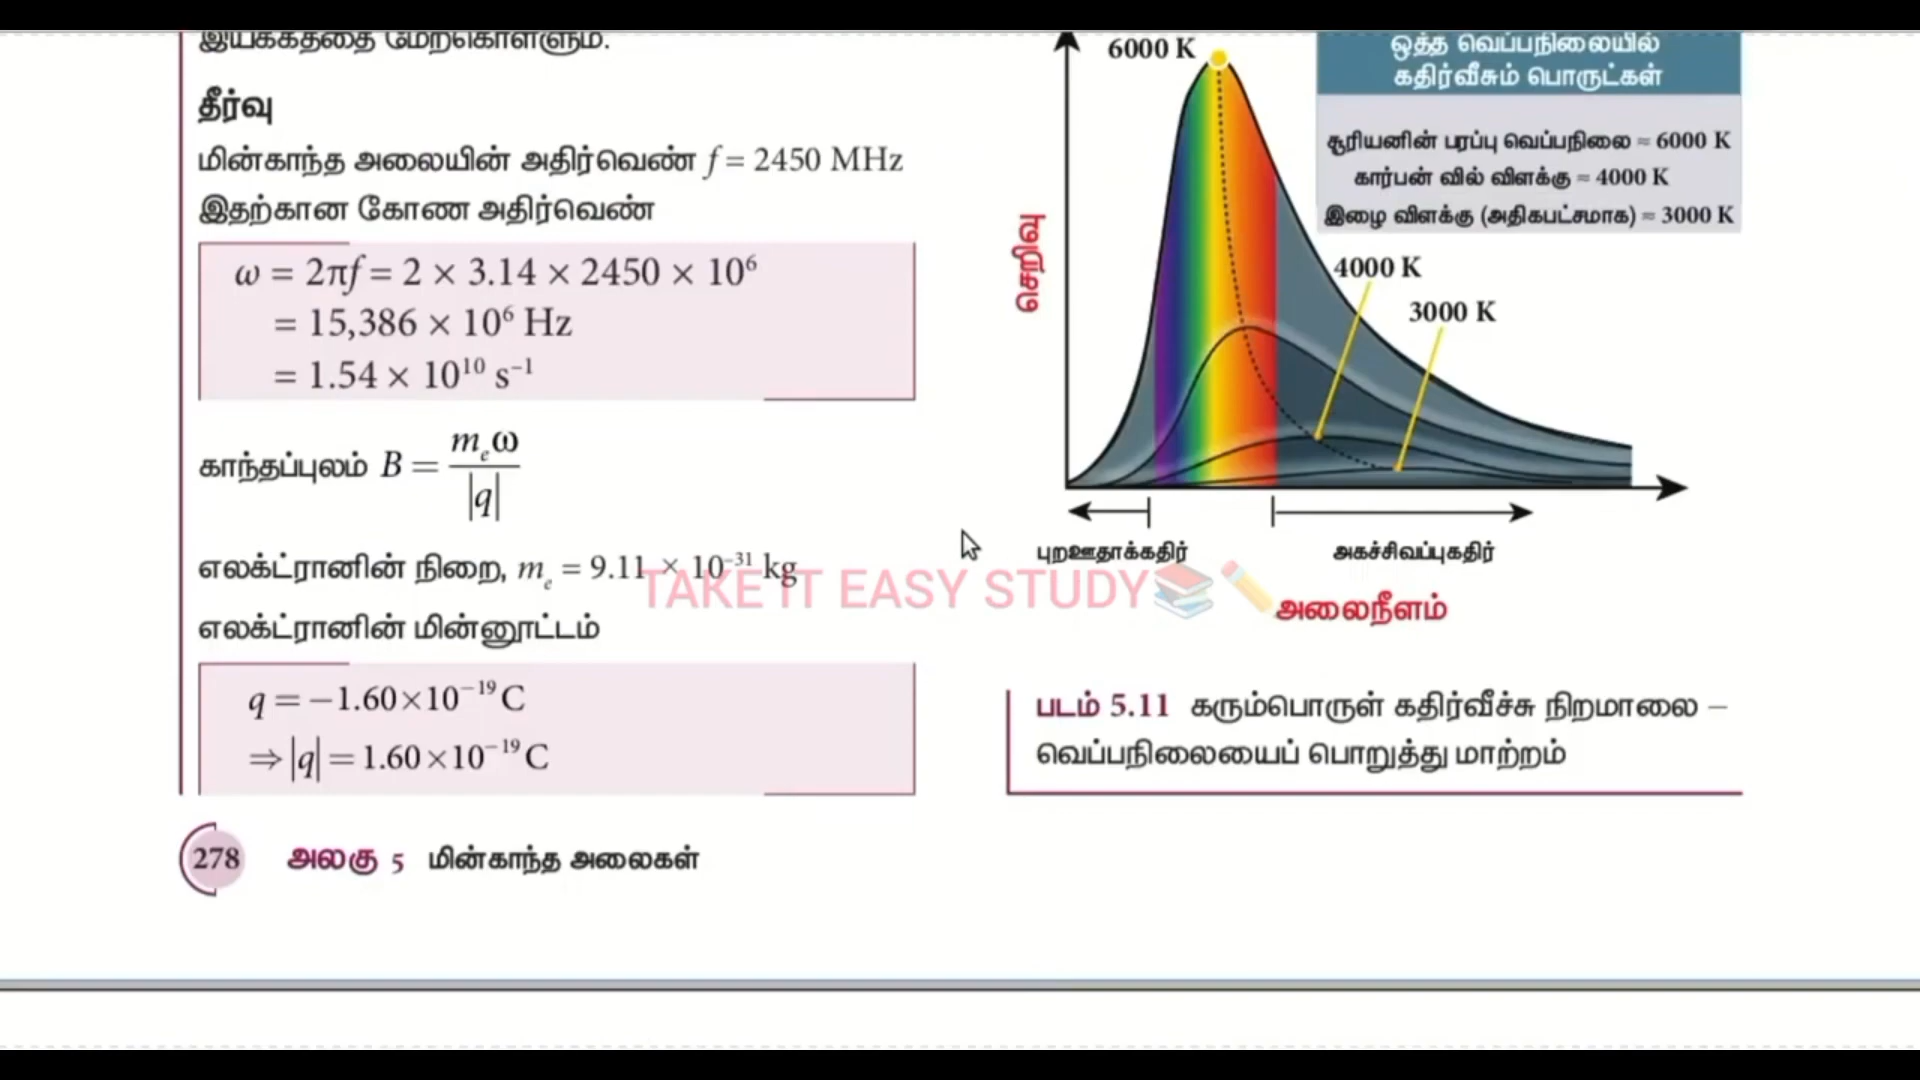 இயக்கத்தை மேற்கொள்ளும்.
தீர்வு
மின்காந்த அலையின் அதிர்வெண் f = 2450 MHz
இதற்கான கோண அதிர்வெண்
ω = 2πf = 2 × 3.14 × 2450 × 10⁶
= 15,386 × 10⁶ Hz
= 1.54 × 10¹⁰ s⁻¹
காந்தப்புலம் B = mₑω / |q|
எலக்ட்ரானின் நிறை, mₑ = 9.11 × 10⁻³¹ kg
எலக்ட்ரானின் மின்னூட்டம்
q = −1.60×10⁻¹⁹ C
⇒ |q| = 1.60×10⁻¹⁹ C
278 அலகு 5 மின்காந்த அலைகள்
6000 K
ஒத்த வெப்பநிலையில்
கதிர்வீசும் பொருட்கள்
சூரியனின் பரப்பு வெப்பநிலை ≈ 6000 K
கார்பன் வில் விளக்கு ≈ 4000 K
இழை விளக்கு (அதிகபட்சமாக) ≈ 3000 K
4000 K
3000 K
செறிவு
புறஊதாக்கதிர் அகச்சிவப்புகதிர்
அலைநீளம்
படம் 5.11 கரும்பொருள் கதிர்வீச்சு நிறமாலை –
வெப்பநிலையைப் பொறுத்து மாற்றம்
TAKE IT EASY STUDY📚✏️